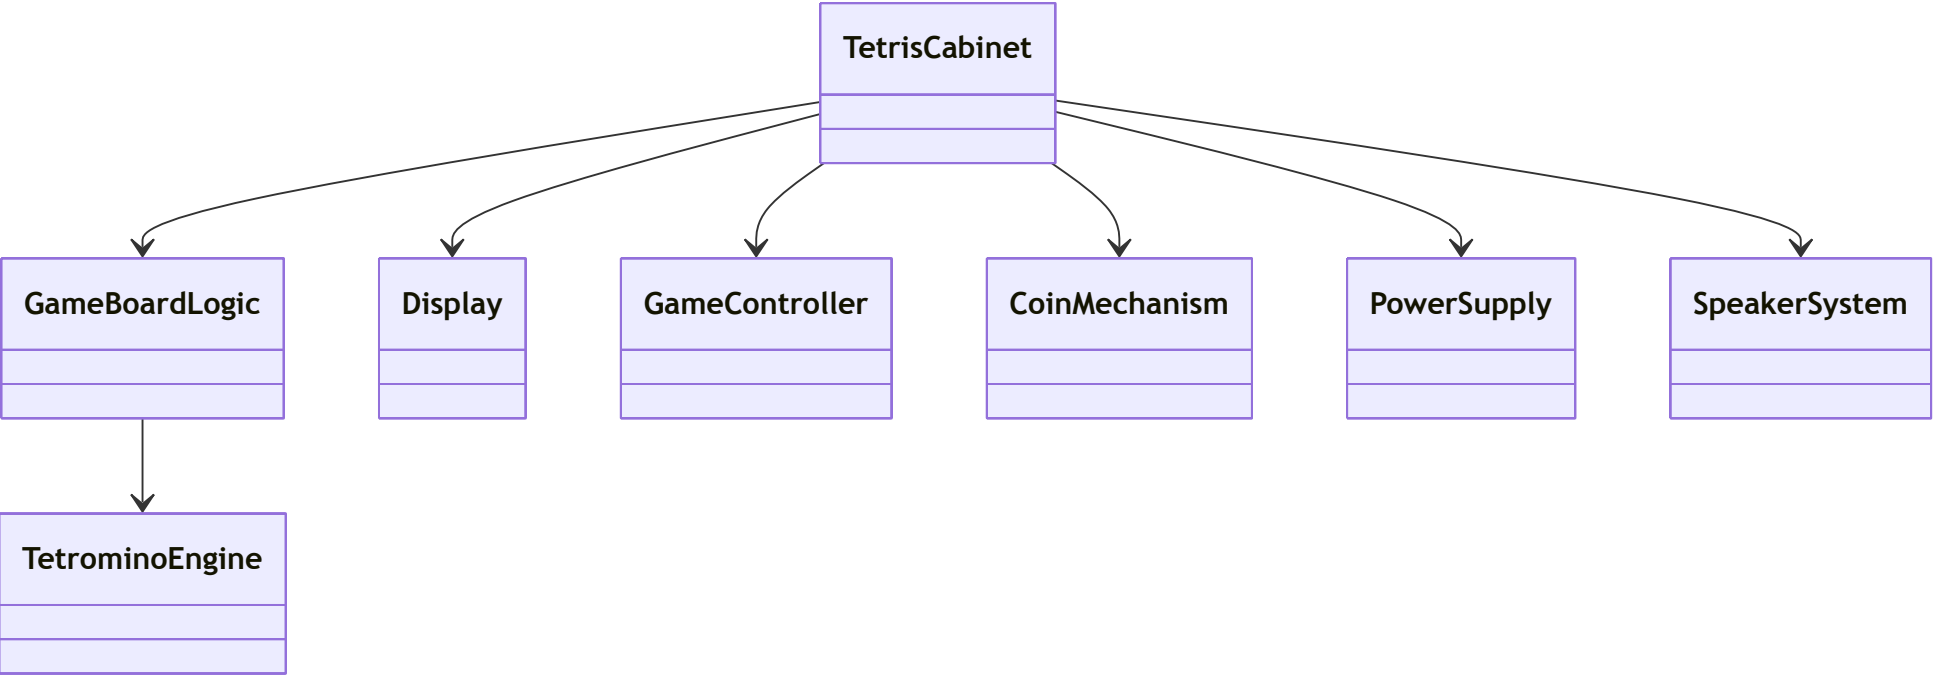 TetrisCabinet
GameBoardLogic
Display
GameController
CoinMechanism
PowerSupply
SpeakerSystem
TetrominoEngine